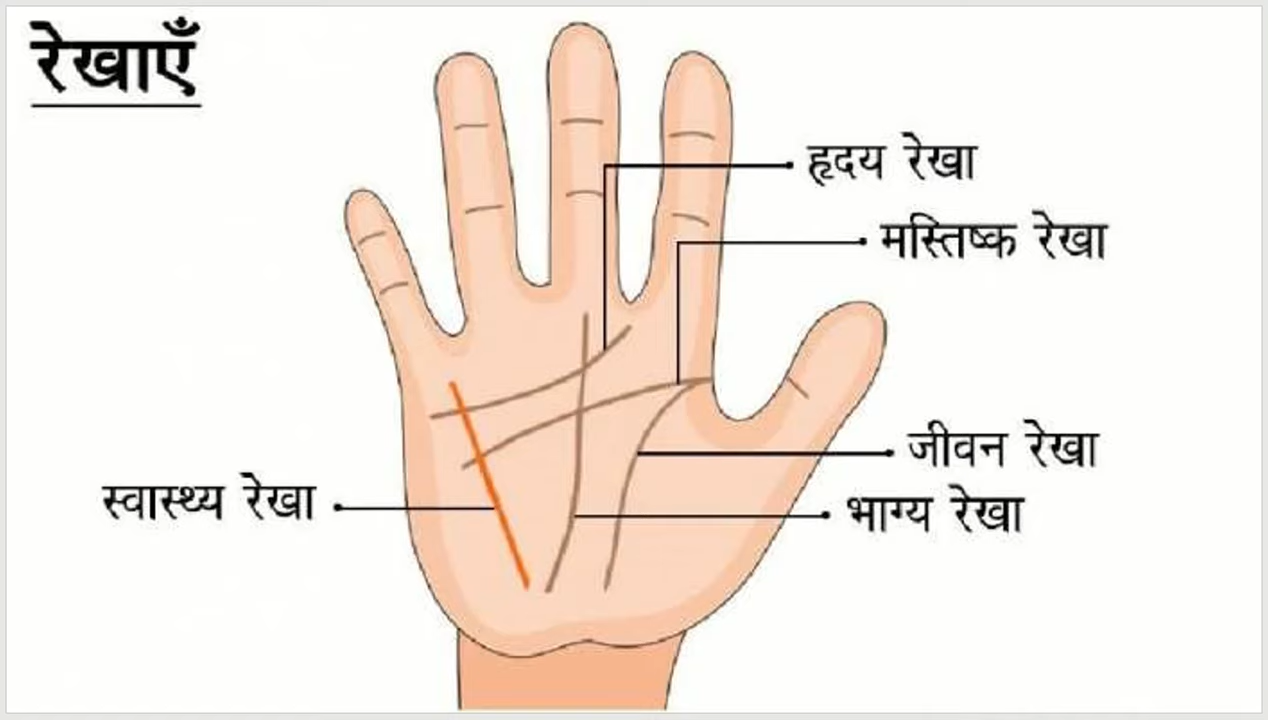 रेखाएँ
हृदय रेखा
मस्तिष्क रेखा
जीवन रेखा
स्वास्थ्य रेखा
भाग्य रेखा